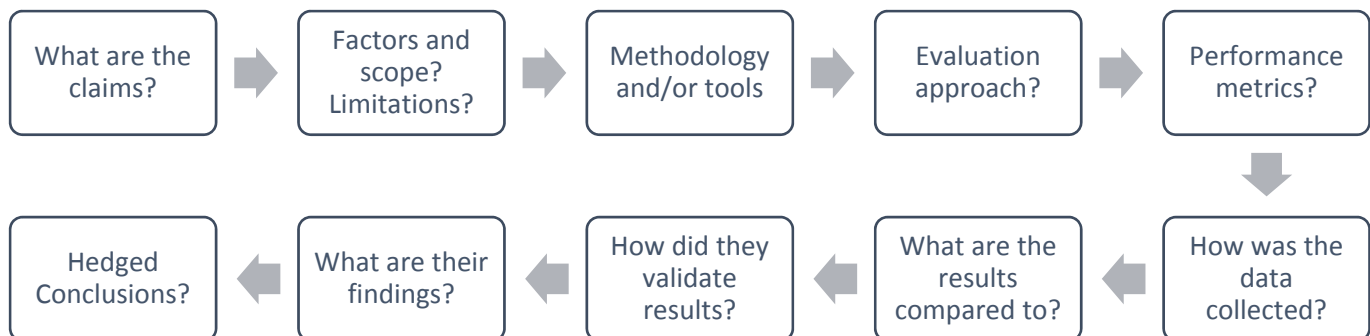 What are the
claims?
Factors and
scope?
Limitations?
Methodology
and/or tools
Evaluation
approach?
Performance
metrics?
How was the
data
collected?
What are the
results
compared to?
How did they
validate
results?
What are their
findings?
Hedged
Conclusions?